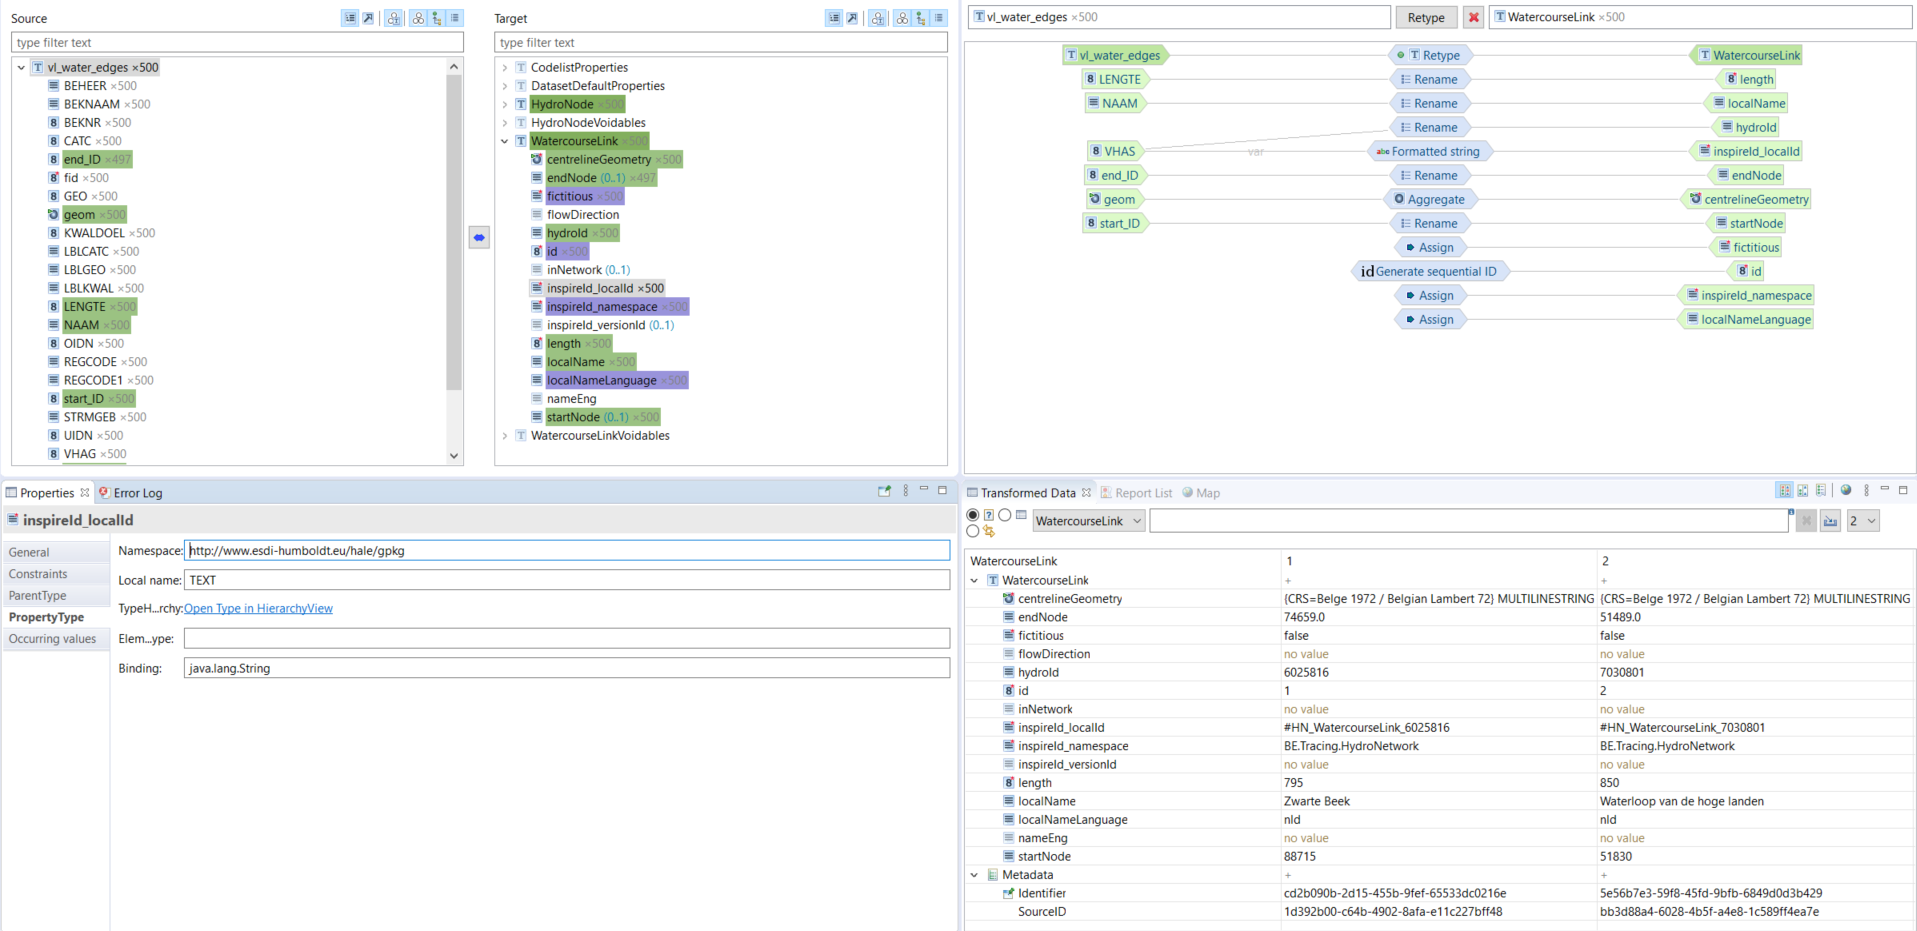 Source
type filter text
vl_water_edges ×500
BEHEER ×500
BEKNAAM ×500
BEKNR ×500
CATC ×500
end_ID ×497
fid ×500
GEO ×500
geom ×500
KWALDOEL ×500
LBLCATC ×500
LBLGEO ×500
LBLKWAL ×500
LENGTE ×500
NAAM ×500
OIDN ×500
REGCODE ×500
REGCODE1 ×500
start_ID ×500
STRMGEB ×500
UIDN ×500
VHAG ×500
Target
type filter text
CodelistProperties
DatasetDefaultProperties
HydroNode ×500
HydroNodeVoidables
WatercourseLink ×500
centrelineGeometry ×500
endNode (0..1) ×497
fictitious ×500
flowDirection
hydroId ×500
id ×500
inNetwork (0..1)
inspireId_localId ×500
inspireId_namespace ×500
inspireId_versionId (0..1)
length ×500
localName ×500
localNameLanguage ×500
nameEng
startNode (0..1) ×500
WatercourseLinkVoidables
vl_water_edges ×500 Retype WatercourseLink ×500
vl_water_edges Retype WatercourseLink
LENGTE Rename length
NAAM Rename localName
Rename hydroId
VHAS var Formatted string inspireId_localId
end_ID Rename endNode
geom Aggregate centrelineGeometry
start_ID Rename startNode
Assign fictitious
id Generate sequential ID id
Assign inspireId_namespace
Assign localNameLanguage
Properties Error Log
inspireId_localId
General
Constraints
ParentType
PropertyType
Occurring values
Namespace: http://www.esdi-humboldt.eu/hale/gpkg
Local name: TEXT
TypeH...rchy: Open Type in HierarchyView
Elem...ype:
Binding: java.lang.String
Transformed Data Report List Map
WatercourseLink 2
WatercourseLink 1 2
WatercourseLink + +
centrelineGeometry {CRS=Belge 1972 / Belgian Lambert 72} MULTILINESTRING {CRS=Belge 1972 / Belgian Lambert 72} MULTILINESTRING
endNode 74659.0 51489.0
fictitious false false
flowDirection no value no value
hydroId 6025816 7030801
id 1 2
inNetwork no value no value
inspireId_localId #HN_WatercourseLink_6025816 #HN_WatercourseLink_7030801
inspireId_namespace BE.Tracing.HydroNetwork BE.Tracing.HydroNetwork
inspireId_versionId no value no value
length 795 850
localName Zwarte Beek Waterloop van de hoge landen
localNameLanguage nld nld
nameEng no value no value
startNode 88715 51830
Metadata + +
Identifier cd2b090b-2d15-455b-9fef-65533dc0216e 5e56b7e3-59f8-45fd-9bfb-6849d0d3b429
SourceID 1d392b00-c64b-4902-8afa-e11c227bff48 bb3d88a4-6028-4b5f-a4e8-1c589ff4ea7e